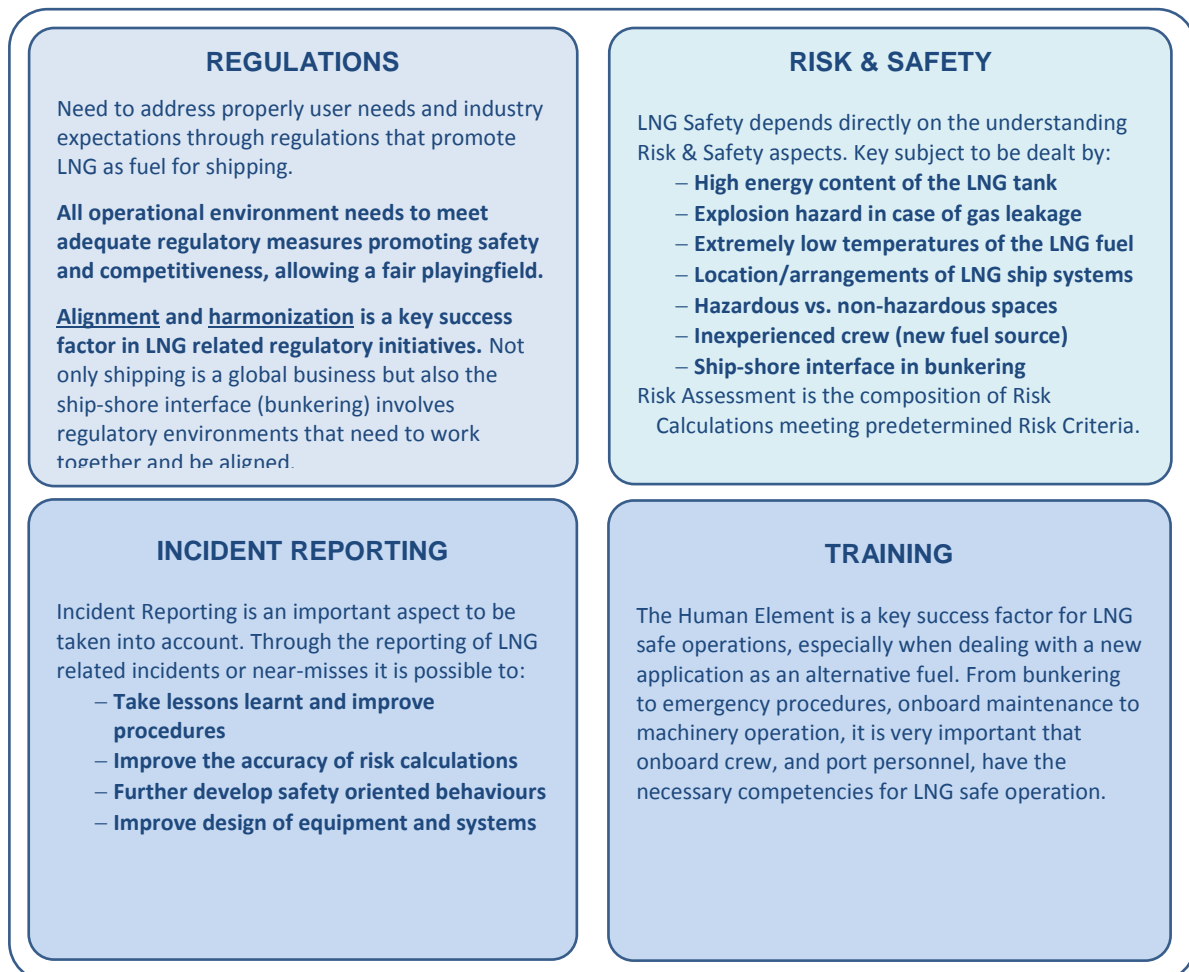 REGULATIONS
Need to address properly user needs and industry
expectations through regulations that promote
LNG as fuel for shipping.
All operational environment needs to meet
adequate regulatory measures promoting safety
and competitiveness, allowing a fair playingfield.
Alignment and harmonization is a key success
factor in LNG related regulatory initiatives. Not
only shipping is a global business but also the
ship-shore interface (bunkering) involves
regulatory environments that need to work
together and be aligned.
RISK & SAFETY
LNG Safety depends directly on the understanding
Risk & Safety aspects. Key subject to be dealt by:
– High energy content of the LNG tank
– Explosion hazard in case of gas leakage
– Extremely low temperatures of the LNG fuel
– Location/arrangements of LNG ship systems
– Hazardous vs. non-hazardous spaces
– Inexperienced crew (new fuel source)
– Ship-shore interface in bunkering
Risk Assessment is the composition of Risk
Calculations meeting predetermined Risk Criteria.
INCIDENT REPORTING
Incident Reporting is an important aspect to be
taken into account. Through the reporting of LNG
related incidents or near-misses it is possible to:
– Take lessons learnt and improve
procedures
– Improve the accuracy of risk calculations
– Further develop safety oriented behaviours
– Improve design of equipment and systems
TRAINING
The Human Element is a key success factor for LNG
safe operations, especially when dealing with a new
application as an alternative fuel. From bunkering
to emergency procedures, onboard maintenance to
machinery operation, it is very important that
onboard crew, and port personnel, have the
necessary competencies for LNG safe operation.